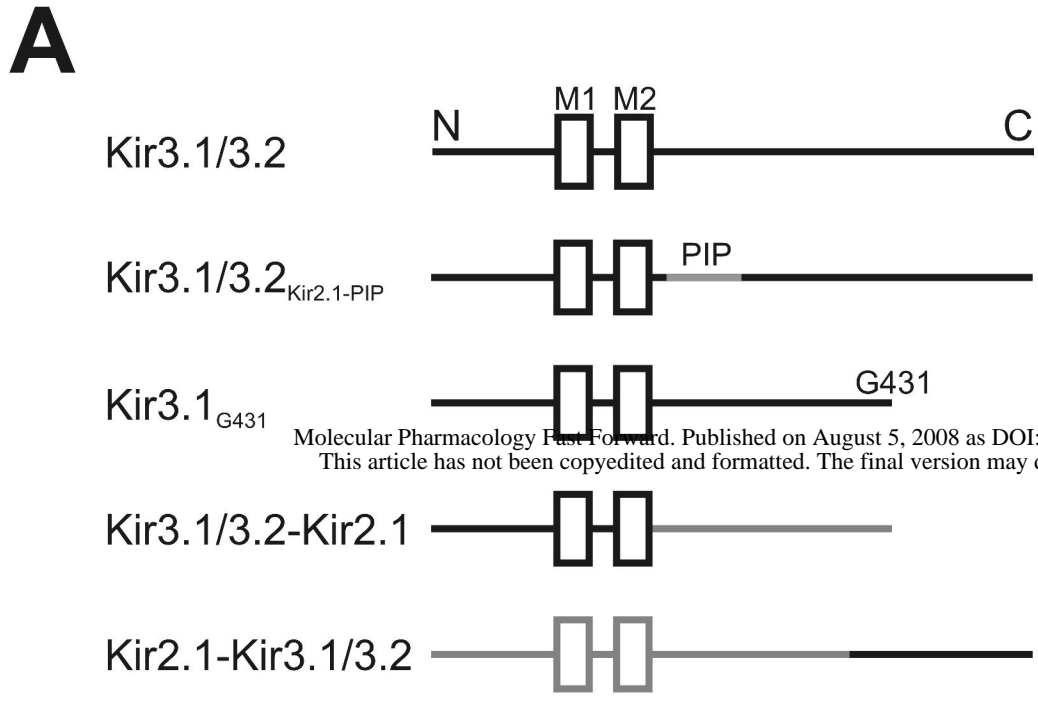 A
M1 M2
N C
Kir3.1/3.2
PIP
Kir3.1/3.2Kir2.1-PIP
G431
Kir3.1G431
Molecular Pharmacology Fast Forward. Published on August 5, 2008 as DOI:
This article has not been copyedited and formatted. The final version may
Kir3.1/3.2-Kir2.1
Kir2.1-Kir3.1/3.2